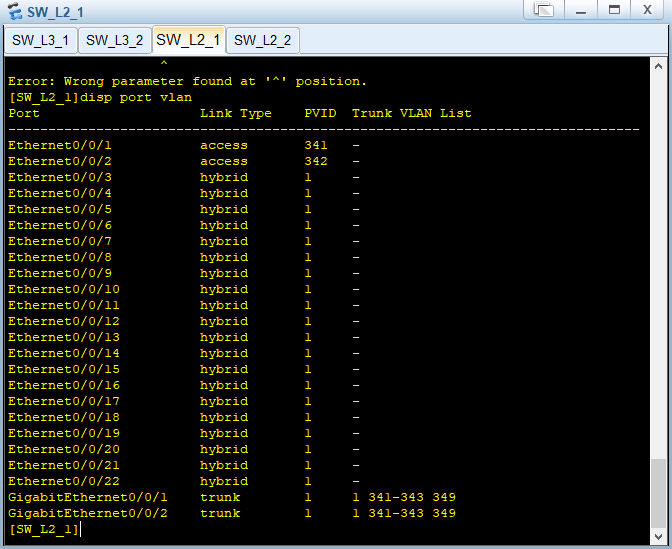 SW_L2_1
SW_L3_1 SW_L3_2 SW_L2_1 SW_L2_2
^
Error: Wrong parameter found at '^' position.
[SW_L2_1]disp port vlan
Port Link Type PVID Trunk VLAN List
-------------------------------------------------------------------------------
Ethernet0/0/1 access 341 -
Ethernet0/0/2 access 342 -
Ethernet0/0/3 hybrid 1 -
Ethernet0/0/4 hybrid 1 -
Ethernet0/0/5 hybrid 1 -
Ethernet0/0/6 hybrid 1 -
Ethernet0/0/7 hybrid 1 -
Ethernet0/0/8 hybrid 1 -
Ethernet0/0/9 hybrid 1 -
Ethernet0/0/10 hybrid 1 -
Ethernet0/0/11 hybrid 1 -
Ethernet0/0/12 hybrid 1 -
Ethernet0/0/13 hybrid 1 -
Ethernet0/0/14 hybrid 1 -
Ethernet0/0/15 hybrid 1 -
Ethernet0/0/16 hybrid 1 -
Ethernet0/0/17 hybrid 1 -
Ethernet0/0/18 hybrid 1 -
Ethernet0/0/19 hybrid 1 -
Ethernet0/0/20 hybrid 1 -
Ethernet0/0/21 hybrid 1 -
Ethernet0/0/22 hybrid 1 -
GigabitEthernet0/0/1 trunk 1 1 341-343 349
GigabitEthernet0/0/2 trunk 1 1 341-343 349
[SW_L2_1]